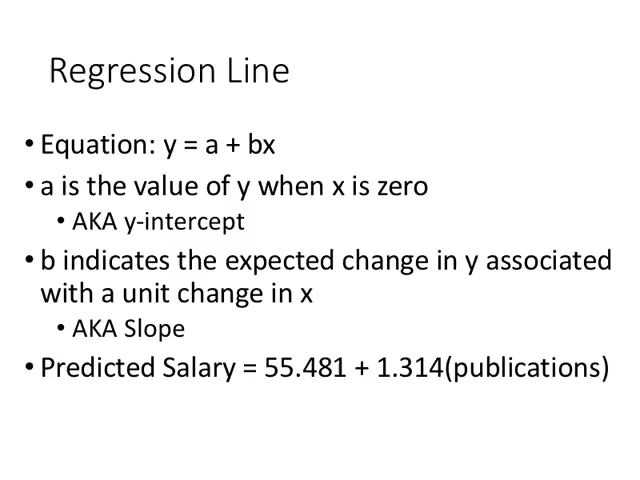 Regression Line
• Equation: y = a + bx
• a is the value of y when x is zero
• AKA y-intercept
• b indicates the expected change in y associated
with a unit change in x
• AKA Slope
• Predicted Salary = 55.481 + 1.314(publications)